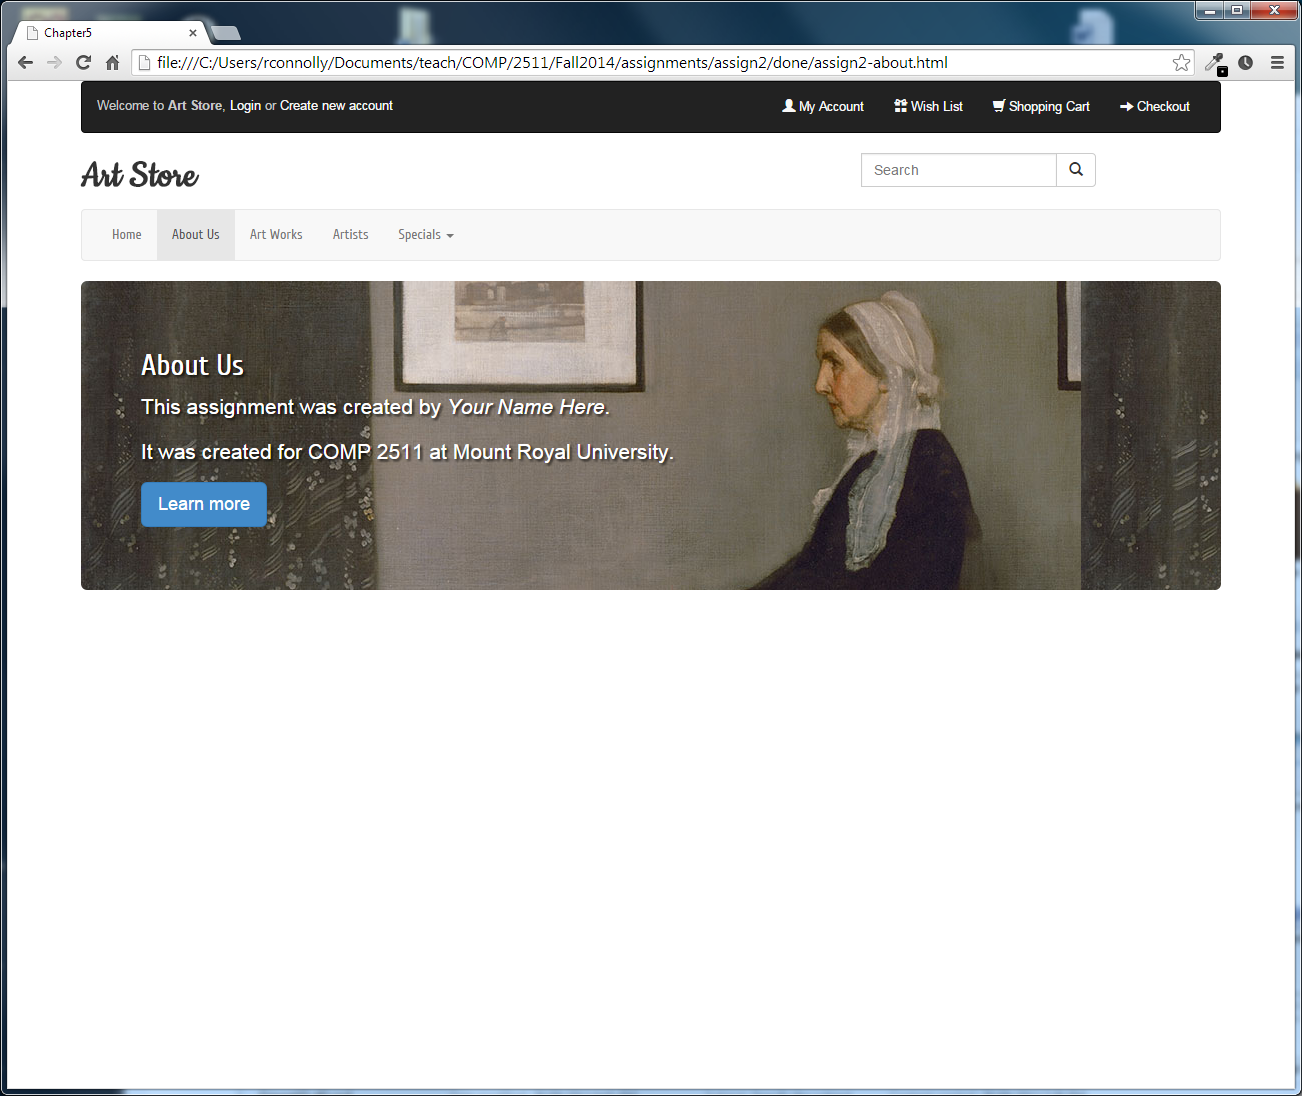 Chapter5
file:///C:/Users/rconnolly/Documents/teach/COMP/2511/Fall2014/assignments/assign2/done/assign2-about.html
Welcome to Art Store, Login or Create new account
My Account
Wish List
Shopping Cart
Checkout
Art Store
Search
Home
About Us
Art Works
Artists
Specials
About Us
This assignment was created by Your Name Here.
It was created for COMP 2511 at Mount Royal University.
Learn more